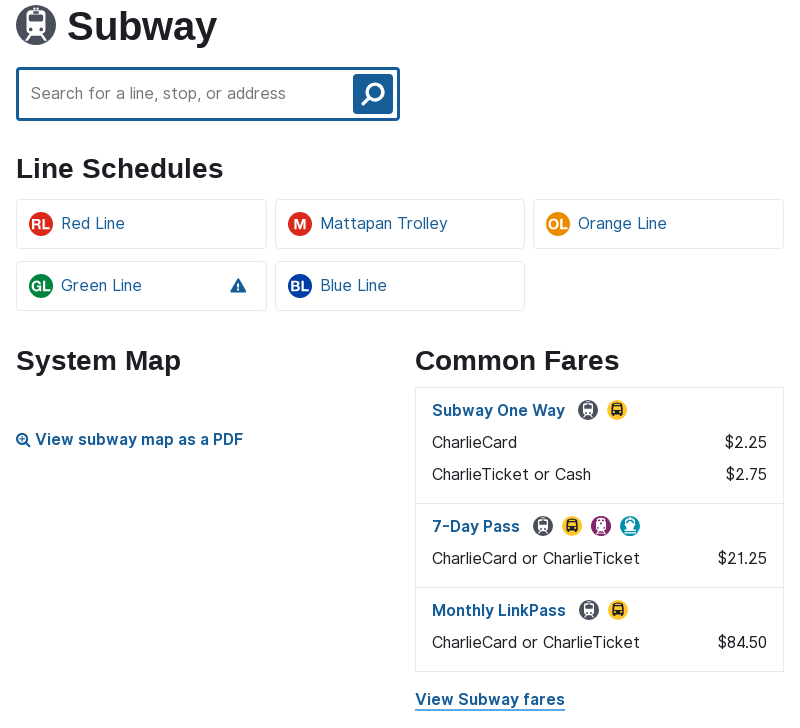 Subway
Search for a line, stop, or address
Line Schedules
RL Red Line
M Mattapan Trolley
OL Orange Line
GL Green Line
BL Blue Line
System Map
View subway map as a PDF
Common Fares
Subway One Way
CharlieCard $2.25
CharlieTicket or Cash $2.75
7-Day Pass
CharlieCard or CharlieTicket $21.25
Monthly LinkPass
CharlieCard or CharlieTicket $84.50
View Subway fares